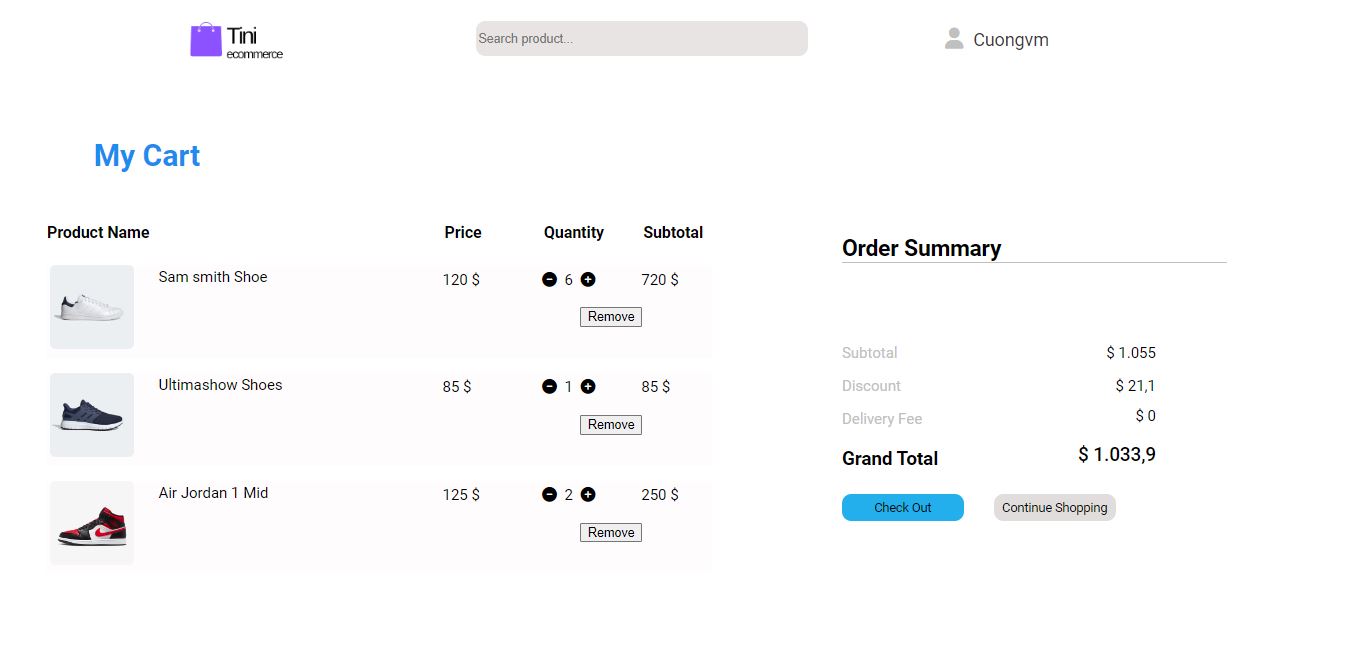 Tini
ecommerce
Search product...
Cuongvm
My Cart
Product Name Price Quantity Subtotal
Sam smith Shoe 120 $ 6 720 $
Remove
Ultimashow Shoes 85 $ 1 85 $
Remove
Air Jordan 1 Mid 125 $ 2 250 $
Remove
Order Summary
Subtotal $ 1.055
Discount $ 21,1
Delivery Fee $ 0
Grand Total $ 1.033,9
Check Out Continue Shopping